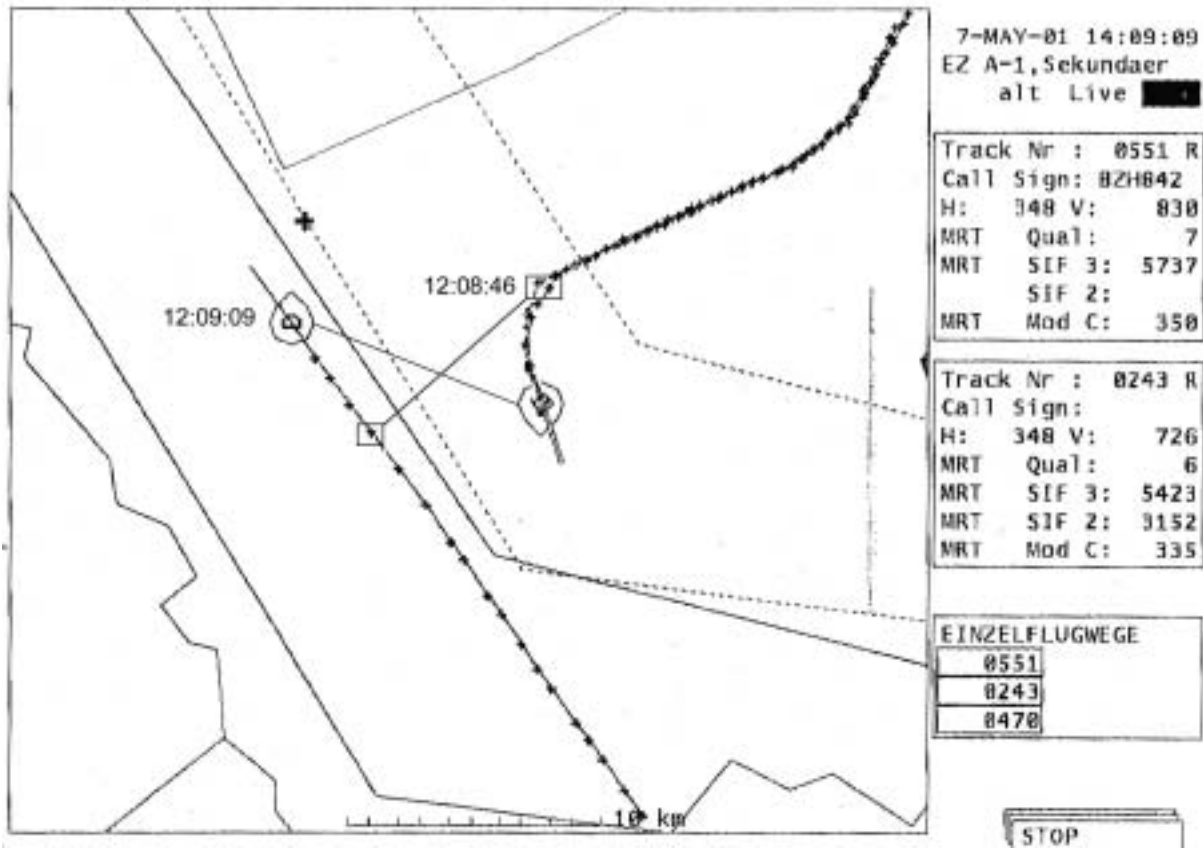 7-MAY-01 14:09:09
EZ A-1,Sekundaer
alt Live
Track Nr : 0551 R
Call Sign: BZH842
H: 348 V: 830
MRT Qual: 7
MRT SIF 3: 5737
SIF 2:
MRT Mod C: 350
Track Nr : 0243 R
Call Sign:
H: 348 V: 726
MRT Qual: 6
MRT SIF 3: 5423
MRT SIF 2: 3152
MRT Mod C: 335
EINZELFLUGWEGE
0551
0243
0470
STOP
12:08:46
12:09:09
10 km